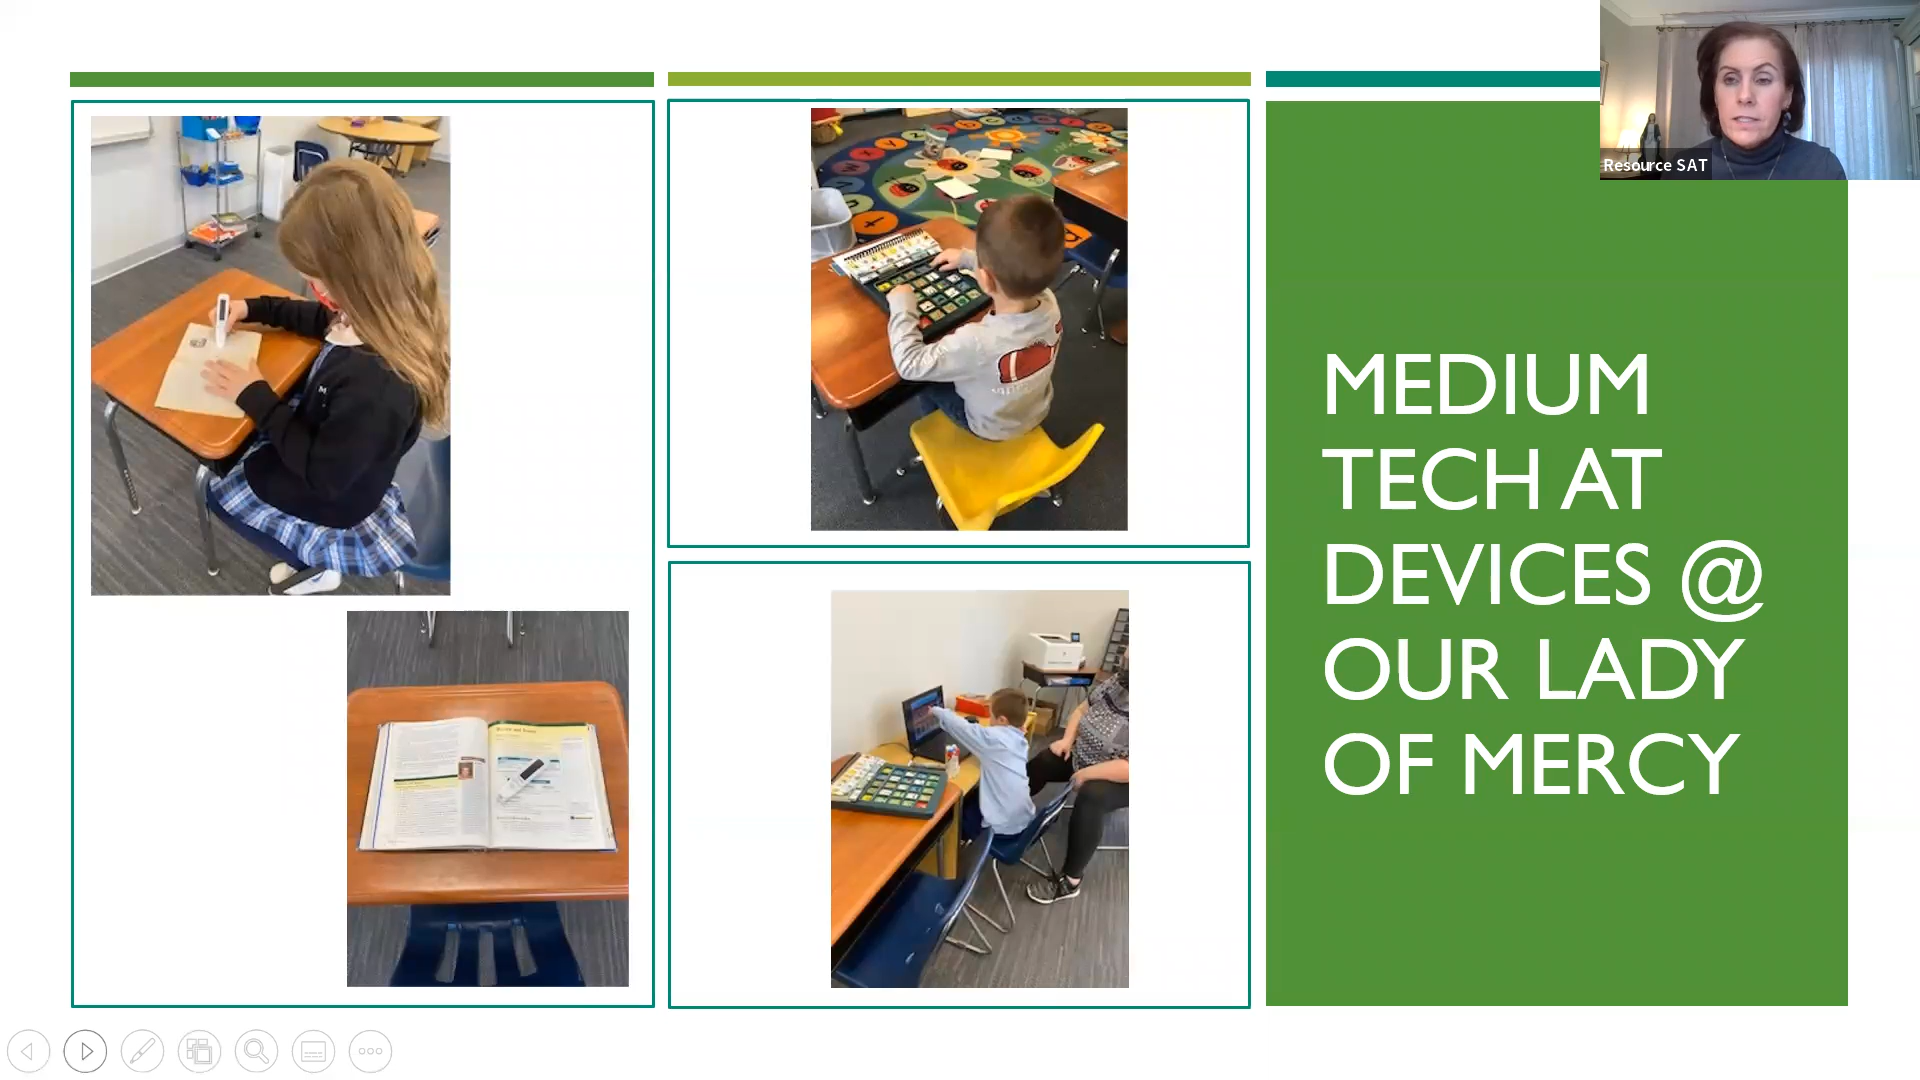 Resource SAT
MEDIUM
TECH AT
DEVICES @
OUR LADY
OF MERCY